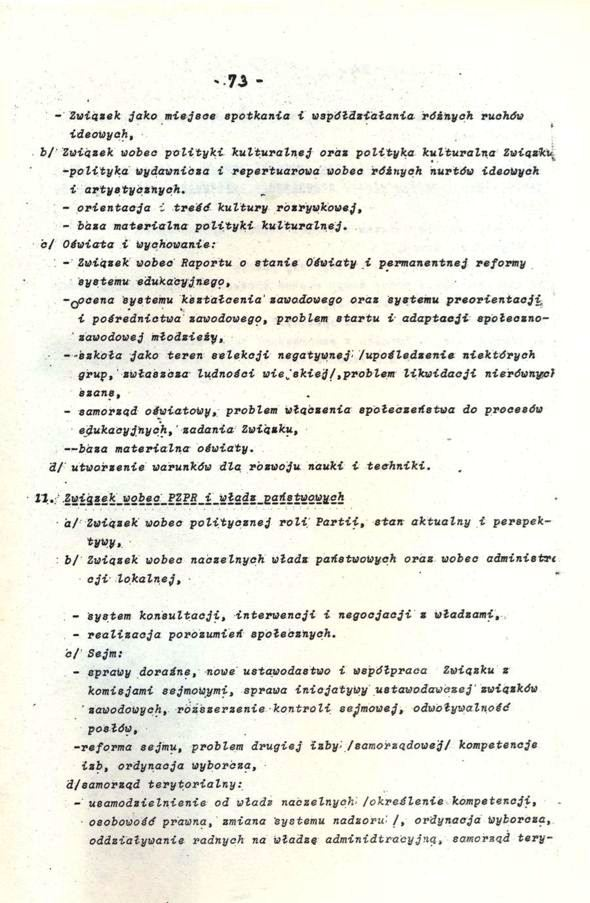 - 73 -
- Związek jako miejsce spotkania i współdziałania różnych ruchów
ideowych,
b/ Związek wobec polityki kulturalnej oraz polityka kulturalna Związku
-polityka wydawnicza i repertuarowa wobec różnych nurtów ideowych
i artystycznych.
- orientacja i treść kultury rozrywkowej,
- baza materialna polityki kulturalnej.
c/ Oświata i wychowanie:
- Związek wobec Raportu o stanie Oświaty i permanentnej reformy
systemu edukacyjnego,
- ocena systemu kształcenia zawodowego oraz systemu preorientacji
i pośrednictwa zawodowego, problem startu i adaptacji społeczno-
zawodowej młodzieży,
--szkoła jako teren selekcji negatywnej /upośledzenie niektórych
grup, zwłaszcza ludności wiejskiej/,problem likwidacji nierównych
szans,
- samorząd oświatowy, problem włączenia społeczeństwa do procesów
edukacyjnych, zadania Związku,
--baza materialna oświaty.
d/ utworzenie warunków dla rozwoju nauki i techniki.
11. Związek wobec PZPR i władz państwowych
a/ Związek wobec politycznej roli Partii, stan aktualny i perspek-
tywy,
b/ Związek wobec naczelnych władz państwowych oraz wobec administra
cji lokalnej,
- system konsultacji, interwencji i negocjacji z władzami,
- realizacja porozumień społecznych.
c/ Sejm:
- sprawy doraźne, nowe ustawodastwo i współpraca Związku z
komisjami sejmowymi, sprawa inicjatywy ustawodawczej związków
zawodowych, rozszerzenie kontroli sejmowej, odwoływalność
posłów,
-reforma sejmu, problem drugiej izby /samorządowej/ kompetencje
izb, ordynacja wyborcza,
d/samorząd terytorialny:
- usamodzielnienie od władz naczelnych /określenie kompetencji,
osobowość prawna, zmiana systemu nadzoru /, ordynacja wyborcza,
oddziaływanie radnych na władzę adminidtracyjną, samorząd tery-